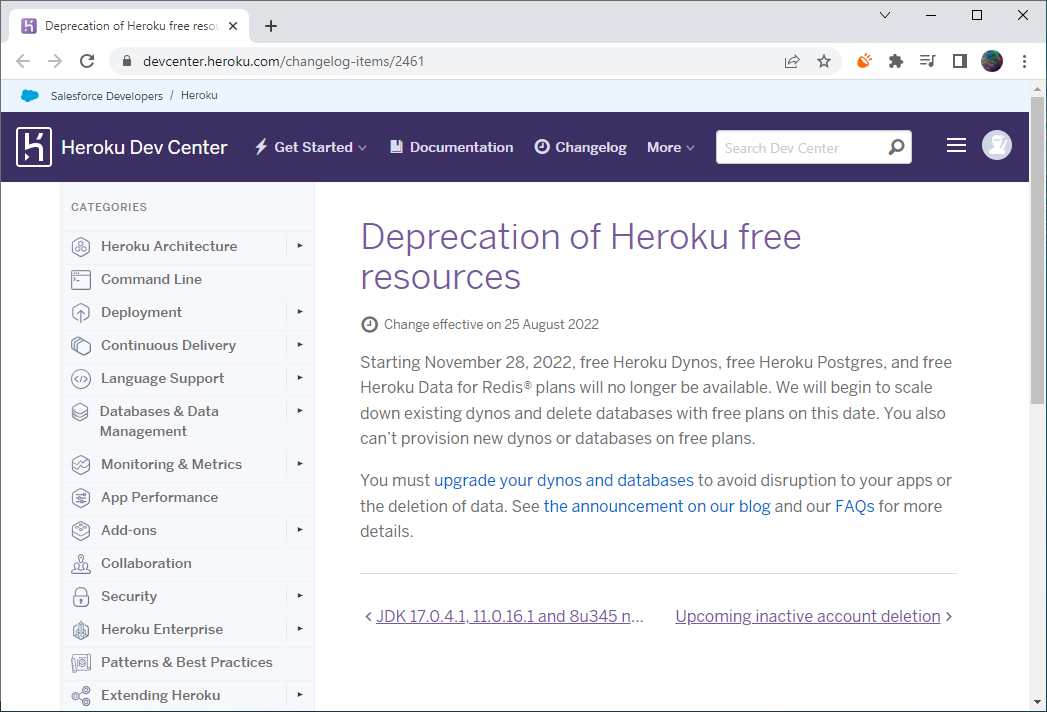 Deprecation of Heroku free resou
devcenter.heroku.com/changelog-items/2461
Salesforce Developers / Heroku
Heroku Dev Center
Get Started
Documentation
Changelog
More
Search Dev Center
CATEGORIES
Heroku Architecture
Command Line
Deployment
Continuous Delivery
Language Support
Databases & Data
Management
Monitoring & Metrics
App Performance
Add-ons
Collaboration
Security
Heroku Enterprise
Patterns & Best Practices
Extending Heroku
Deprecation of Heroku free
resources
Change effective on 25 August 2022
Starting November 28, 2022, free Heroku Dynos, free Heroku Postgres, and free
Heroku Data for Redis® plans will no longer be available. We will begin to scale
down existing dynos and delete databases with free plans on this date. You also
can’t provision new dynos or databases on free plans.
You must upgrade your dynos and databases to avoid disruption to your apps or
the deletion of data. See the announcement on our blog and our FAQs for more
details.
‹ JDK 17.0.4.1, 11.0.16.1 and 8u345 n...
Upcoming inactive account deletion ›